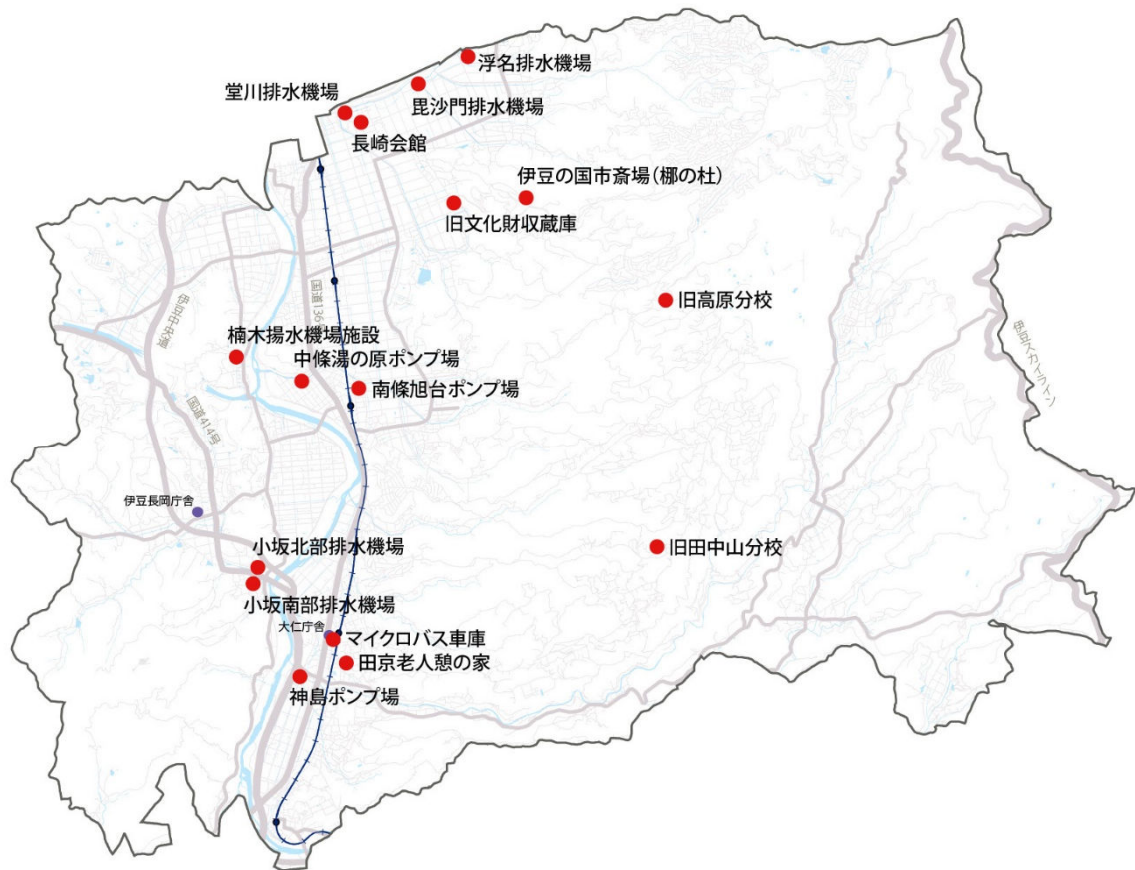 浮名排水機場
堂川排水機場
毘沙門排水機場
長崎会館
伊豆の国市斎場(梛の杜)
旧文化財収蔵庫
旧高原分校
国道136
伊豆中央道
伊豆スカイライン
楠木揚水機場施設
中條湯の原ポンプ場
南條旭台ポンプ場
国道414号
伊豆長岡庁舎
小坂北部排水機場
旧田中山分校
小坂南部排水機場
大仁庁舎
マイクロバス車庫
田京老人憩の家
神島ポンプ場